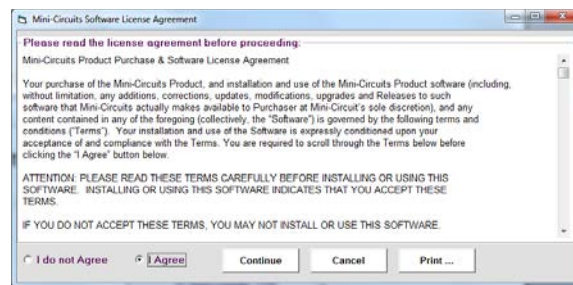 Mini-Circuits Software License Agreement
Please read the license agreement before proceeding:
Mini-Circuits Product Purchase & Software License Agreement
Your purchase of the Mini-Circuits Product, and installation and use of the Mini-Circuits Product software (including,
without limitation, any additions, corrections, updates, modifications, upgrades and Releases to such
software that Mini-Circuits actually makes available to Purchaser at Mini-Circuit's sole discretion), and any
content contained in any of the foregoing (collectively, the "Software") is governed by the following terms and
conditions ("Terms"). Your installation and use of the Software is expressly conditioned upon your
acceptance of and compliance with the Terms. You are required to scroll through the Terms below before
clicking the "I Agree" button below.
ATTENTION: PLEASE READ THESE TERMS CAREFULLY BEFORE INSTALLING OR USING THIS
SOFTWARE. INSTALLING OR USING THIS SOFTWARE INDICATES THAT YOU ACCEPT THESE
TERMS.
IF YOU DO NOT ACCEPT THESE TERMS, YOU MAY NOT INSTALL OR USE THIS SOFTWARE.
I do not Agree I Agree Continue Cancel Print ...